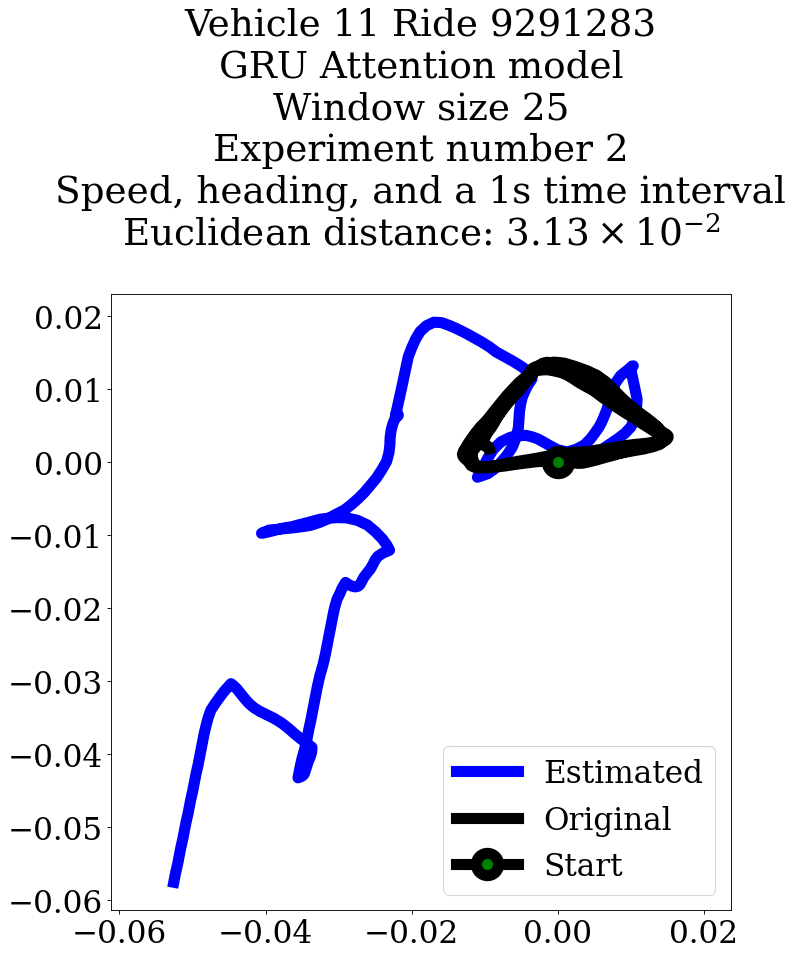 Vehicle 11 Ride 9291283
GRU Attention model
Window size 25
Experiment number 2
Speed, heading, and a 1s time interval
Euclidean distance: 3.13 × 10⁻²
0.02
0.01
0.00
−0.01
−0.02
−0.03
−0.04
−0.05
−0.06
Estimated
Original
Start
−0.06 −0.04 −0.02 0.00 0.02